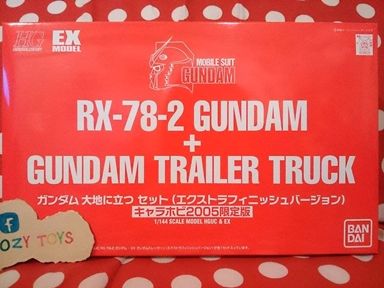 HG
EX
MODEL
MOBILE SUIT
GUNDAM
RX-78-2 GUNDAM
+
GUNDAM TRAILER TRUCK
ガンダム 大地に立つ セット(エクストラフィニッシュバージョン)
キャラホビ2005限定版
1/144 SCALE MODEL HGUC & EX
BAN
DAI
f
OZY TOYS